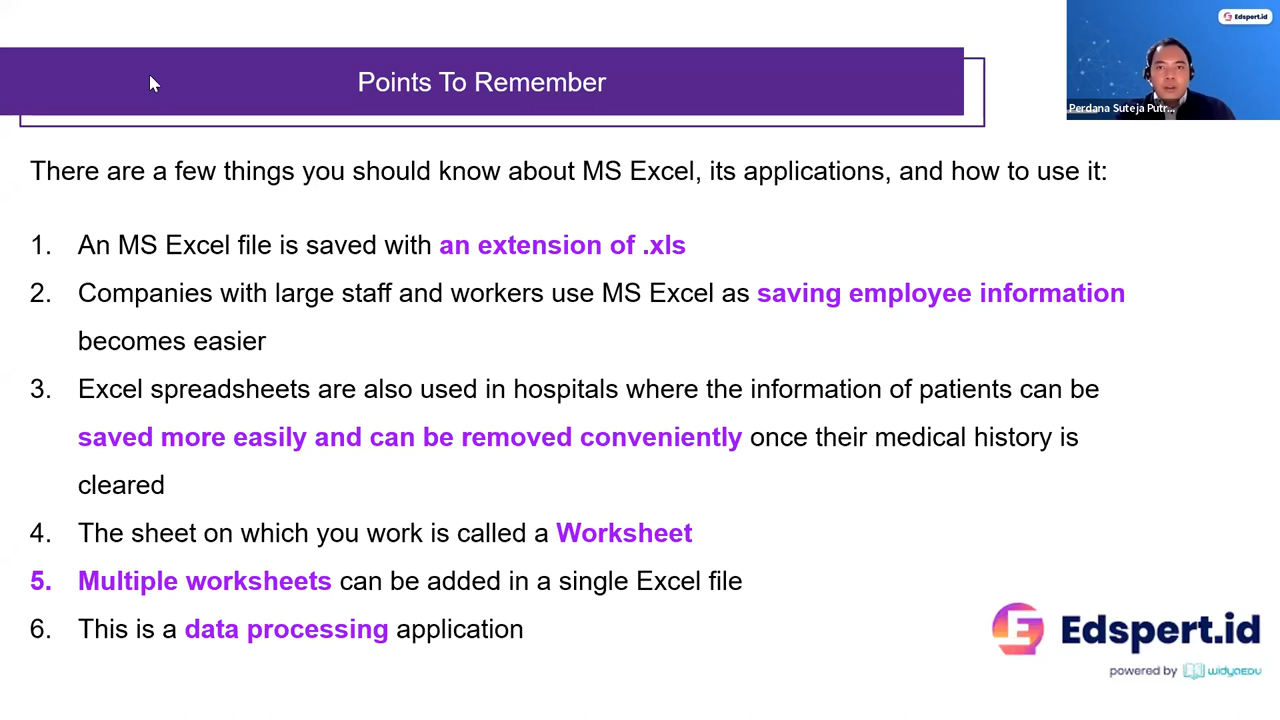 Edspert.id
Points To Remember
Perdana Suteja Putr...
There are a few things you should know about MS Excel, its applications, and how to use it:
1. An MS Excel file is saved with an extension of .xls
2. Companies with large staff and workers use MS Excel as saving employee information
becomes easier
3. Excel spreadsheets are also used in hospitals where the information of patients can be
saved more easily and can be removed conveniently once their medical history is
cleared
4. The sheet on which you work is called a Worksheet
5. Multiple worksheets can be added in a single Excel file
6. This is a data processing application
Edspert.id
powered by widyaEDU